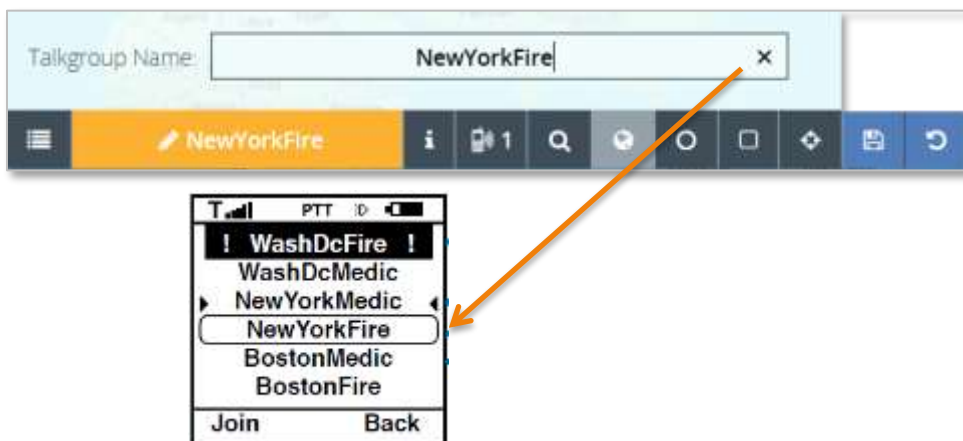 Talkgroup Name: NewYorkFire
NewYorkFire i 1
T PTT
! WashDcFire !
WashDcMedic
NewYorkMedic
NewYorkFire
BostonMedic
BostonFire
Join Back